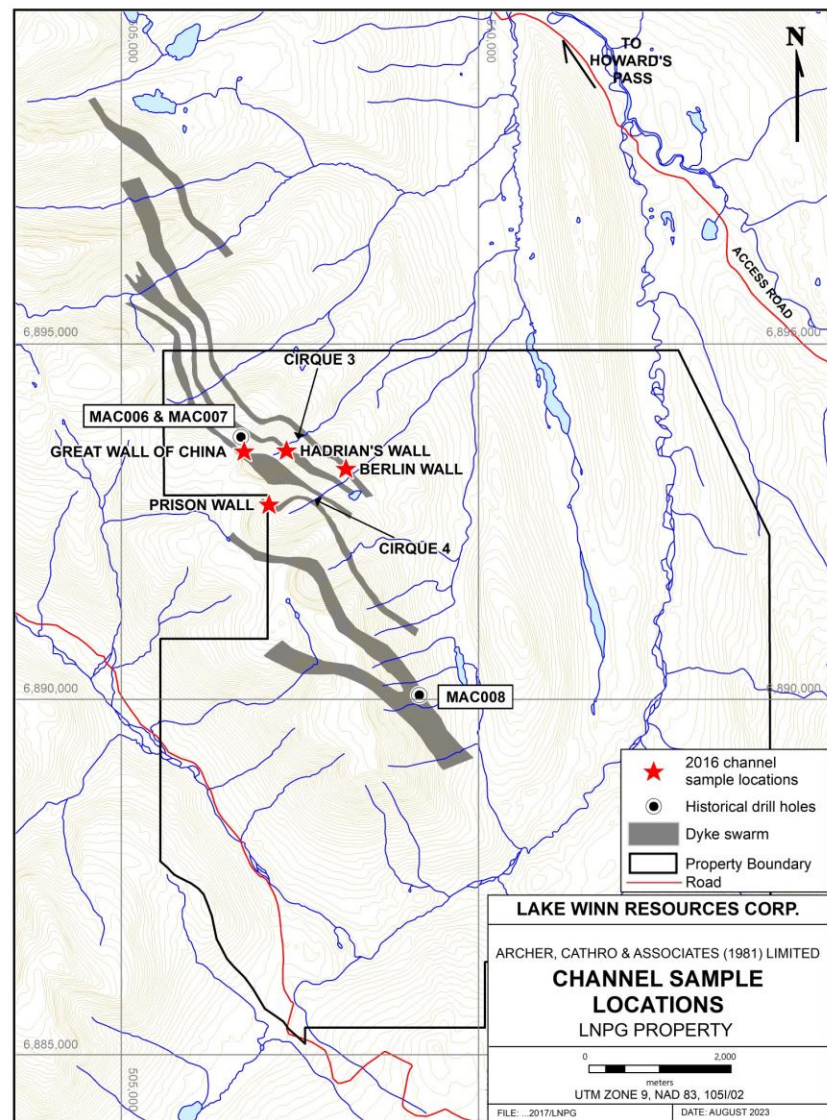 505,000
510,000
TO
HOWARD'S
PASS
N
ACCESS ROAD
6,895,000
6,895,000
CIRQUE 3
MAC006 & MAC007
GREAT WALL OF CHINA
HADRIAN'S WALL
BERLIN WALL
PRISON WALL
CIRQUE 4
6,890,000
6,890,000
MAC008
2016 channel
sample locations
Historical drill holes
Dyke swarm
Property Boundary
Road
LAKE WINN RESOURCES CORP.
ARCHER, CATHRO & ASSOCIATES (1981) LIMITED
CHANNEL SAMPLE
LOCATIONS
LNPG PROPERTY
0 2,000
meters
UTM ZONE 9, NAD 83, 105I/02
FILE: ...2017/LNPG
DATE: AUGUST 2023
6,885,000
505,000